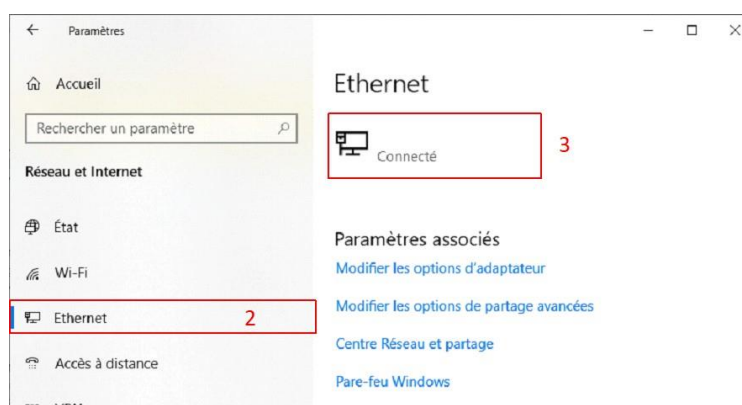 Paramètres
Accueil
Rechercher un paramètre
Réseau et Internet
État
Wi-Fi
Ethernet 2
Accès à distance
Ethernet
Connecté 3
Paramètres associés
Modifier les options d'adaptateur
Modifier les options de partage avancées
Centre Réseau et partage
Pare-feu Windows